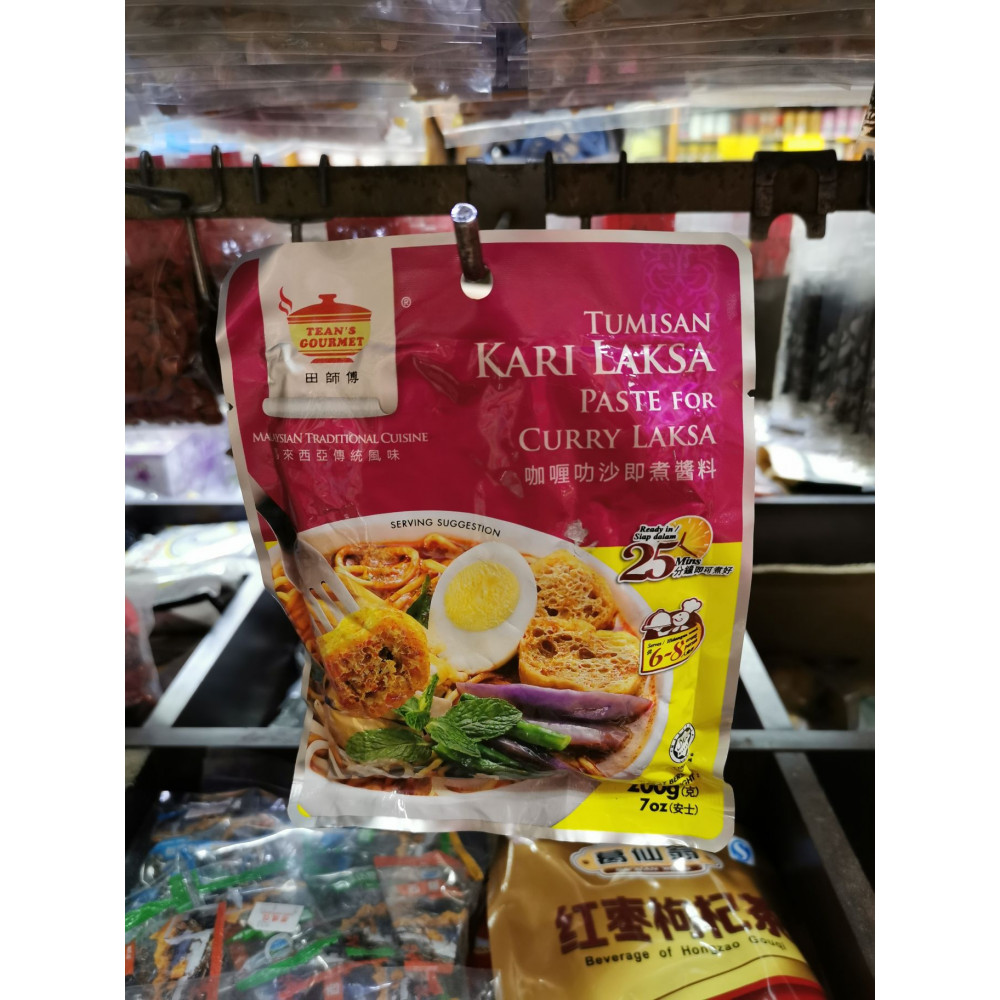 TEAN'S
GOURMET
®
田師傅
MALAYSIAN TRADITIONAL CUISINE
來西亞傳統風味
TUMISAN
KARI LAKSA
PASTE FOR
CURRY LAKSA
咖喱叻沙即煮醬料
SERVING SUGGESTION
Ready in /
Siap dalam
25 Mins
分鐘即可煮好
6-8
200g(克)
7oz(安士)
葛仙翁
红枣枸杞茶
Beverage of Hongzao Gouqi